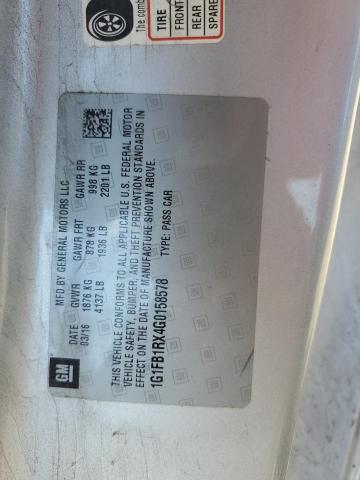 The comb
TIRE
FRONT
REAR
SPARE
GM
MFD BY GENERAL MOTORS LLC
DATE GVWR GAWR FRT GAWR RR
03/16 1876 KG 878 KG 998 KG
4137 LB 1936 LB 2201 LB
THIS VEHICLE CONFORMS TO ALL APPLICABLE U.S. FEDERAL MOTOR
VEHICLE SAFETY, BUMPER, AND THEFT PREVENTION STANDARDS IN
EFFECT ON THE DATE OF MANUFACTURE SHOWN ABOVE.
1G1FB1RX4G0158578 TYPE: PASS CAR